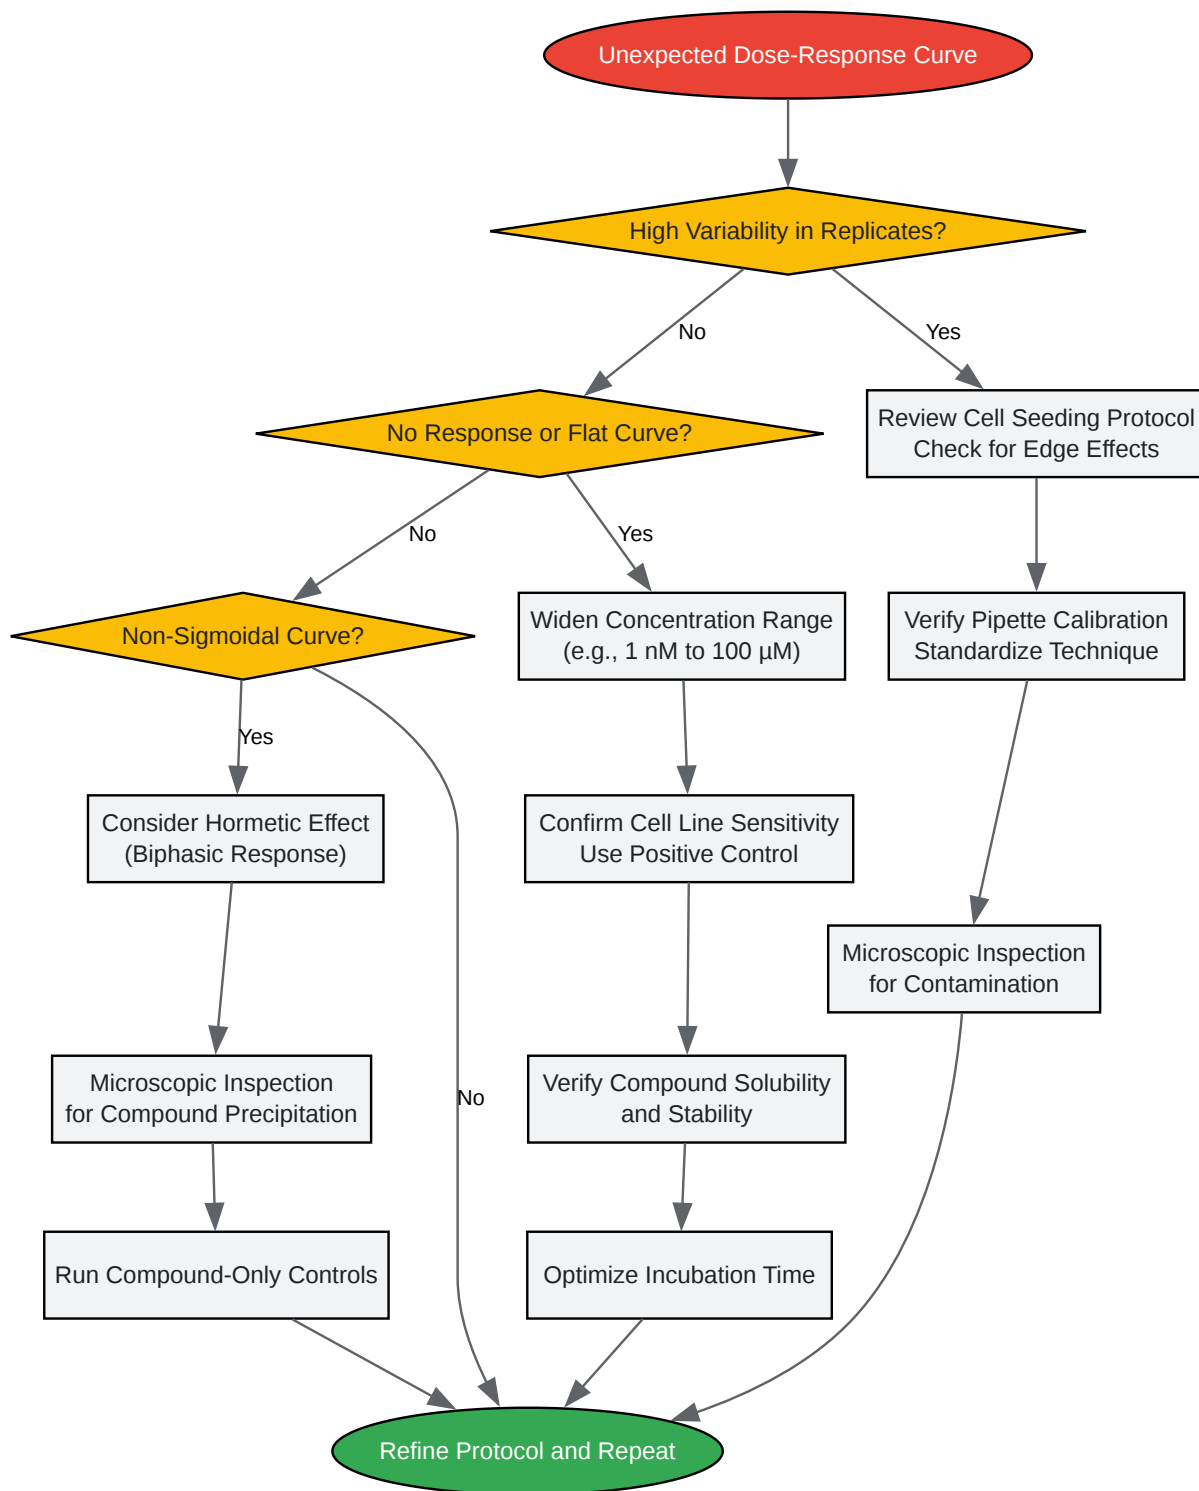 Unexpected Dose-Response Curve
High Variability in Replicates?
No
Yes
No Response or Flat Curve?
Review Cell Seeding Protocol
Check for Edge Effects
No
Yes
Non-Sigmoidal Curve?
Widen Concentration Range
(e.g., 1 nM to 100 µM)
Verify Pipette Calibration
Standardize Technique
Yes
Consider Hormetic Effect
(Biphasic Response)
Confirm Cell Line Sensitivity
Use Positive Control
Microscopic Inspection
for Contamination
Microscopic Inspection
for Compound Precipitation
No
Verify Compound Solubility
and Stability
Run Compound-Only Controls
Optimize Incubation Time
Refine Protocol and Repeat